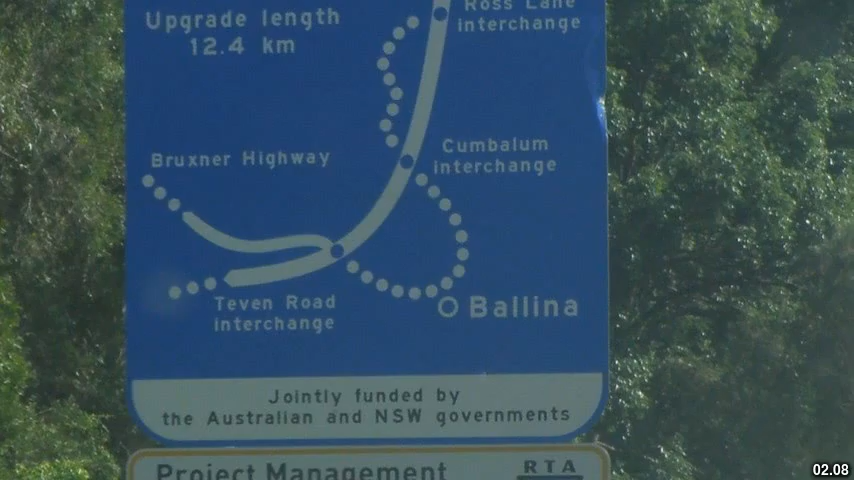 Upgrade length
12.4 km
Ross Lane
interchange
Cumbalum
interchange
Bruxner Highway
Teven Road
interchange
Ballina
Jointly funded by
the Australian and NSW governments
Project Management
RTA
02.08